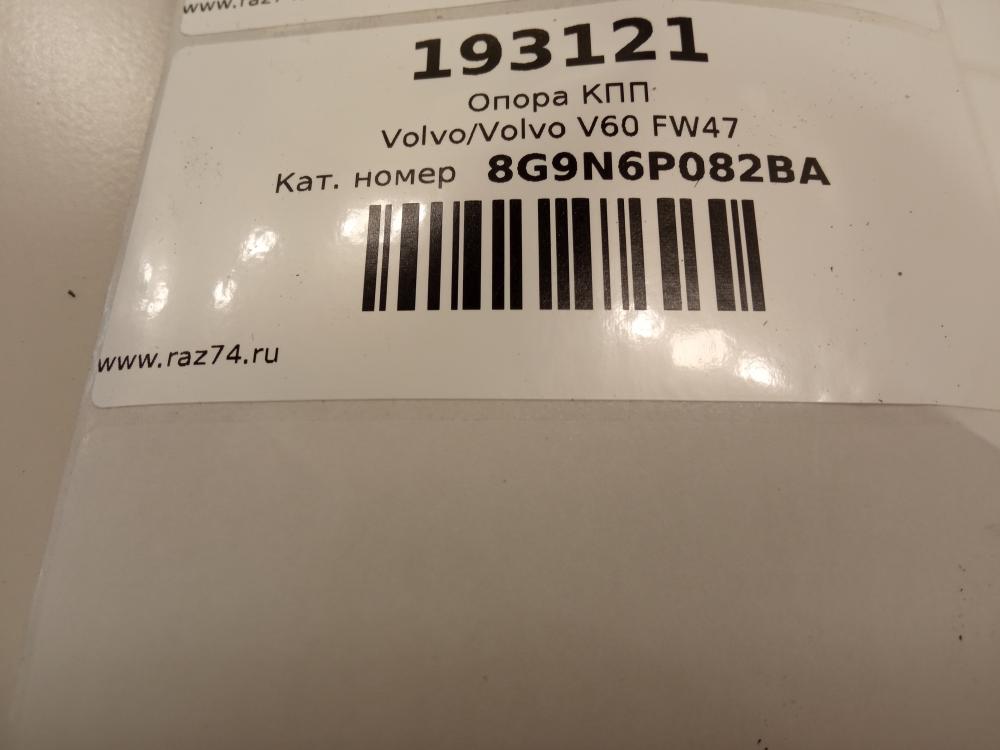 193121
Опора КПП
Volvo/Volvo V60 FW47
Кат. номер 8G9N6P082BA
www.raz74.ru